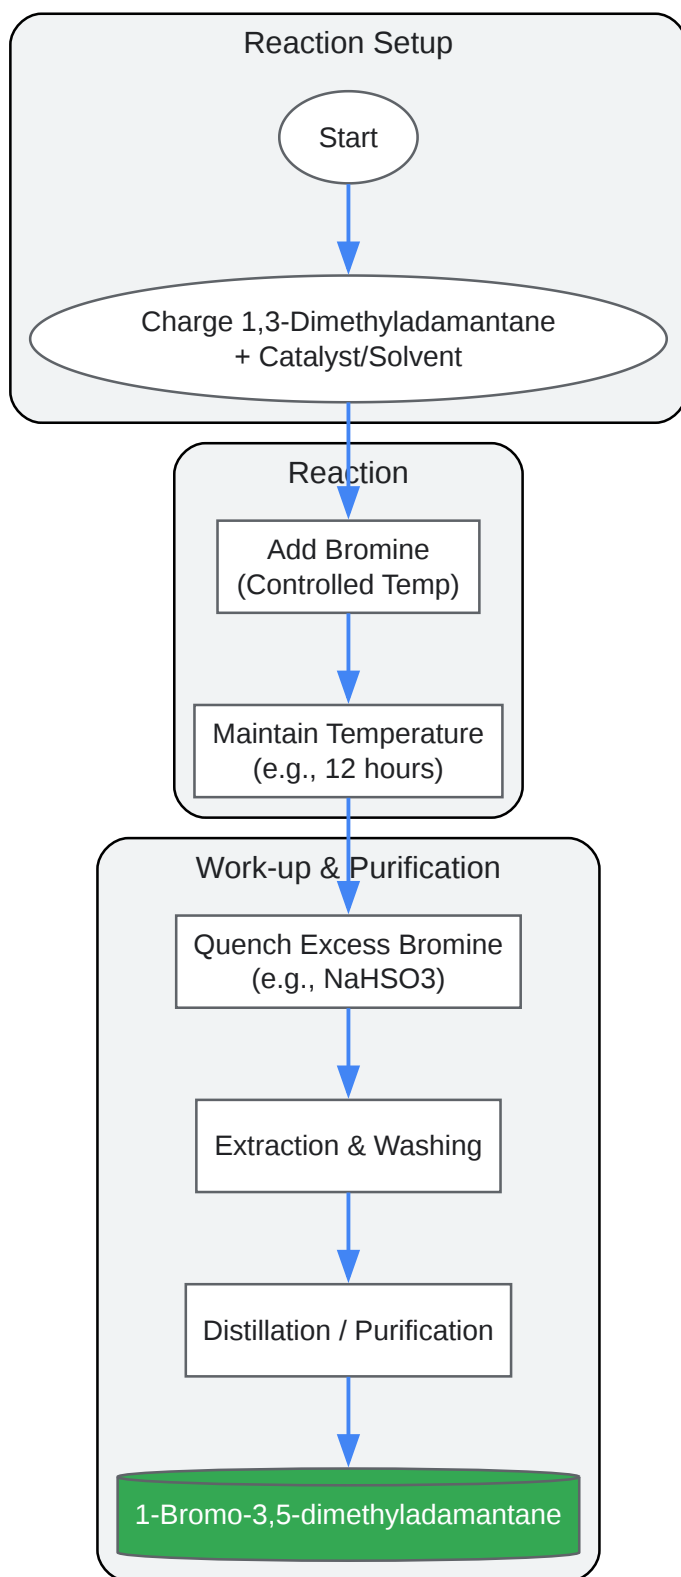 Reaction Setup
Start
Charge 1,3-Dimethyladamantane
+ Catalyst/Solvent
Reaction
Add Bromine
(Controlled Temp)
Maintain Temperature
(e.g., 12 hours)
Work-up & Purification
Quench Excess Bromine
(e.g., NaHSO3)
Extraction & Washing
Distillation / Purification
1-Bromo-3,5-dimethyladamantane